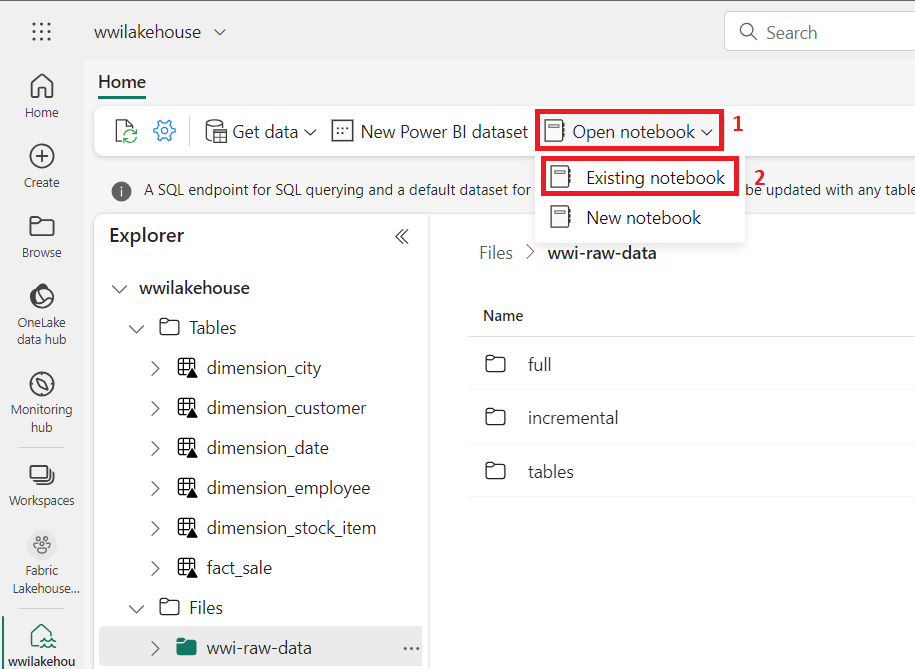 wwilakehouse
Search
Home
Create
Browse
OneLake
data hub
Monitoring
hub
Workspaces
Fabric
Lakehouse...
wwilakehou
Home
Get data
New Power BI dataset
Open notebook
1
Existing notebook
2
New notebook
A SQL endpoint for SQL querying and a default dataset for
be updated with any table
Explorer
wwilakehouse
Tables
dimension_city
dimension_customer
dimension_date
dimension_employee
dimension_stock_item
fact_sale
Files
wwi-raw-data
...
Files > wwi-raw-data
Name
full
incremental
tables